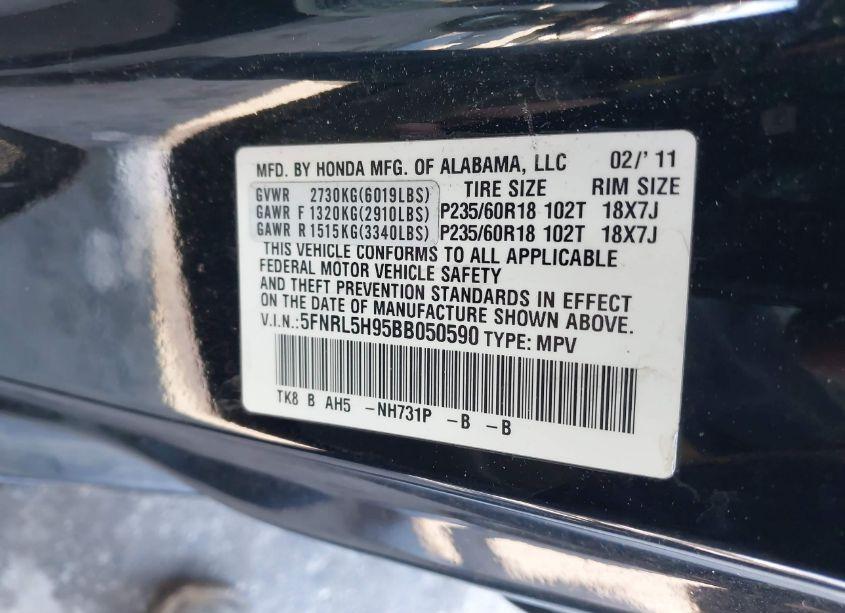 MFD. BY HONDA MFG. OF ALABAMA, LLC 02/' 11
GVWR 2730KG(6019LBS) TIRE SIZE RIM SIZE
GAWR F 1320KG(2910LBS) P235/60R18 102T 18X7J
GAWR R 1515KG(3340LBS) P235/60R18 102T 18X7J
THIS VEHICLE CONFORMS TO ALL APPLICABLE
FEDERAL MOTOR VEHICLE SAFETY
AND THEFT PREVENTION STANDARDS IN EFFECT
ON THE DATE OF MANUFACTURE SHOWN ABOVE.
V.I.N.:5FNRL5H95BB050590 TYPE: MPV
TK8 B AH5 -NH731P -B -B